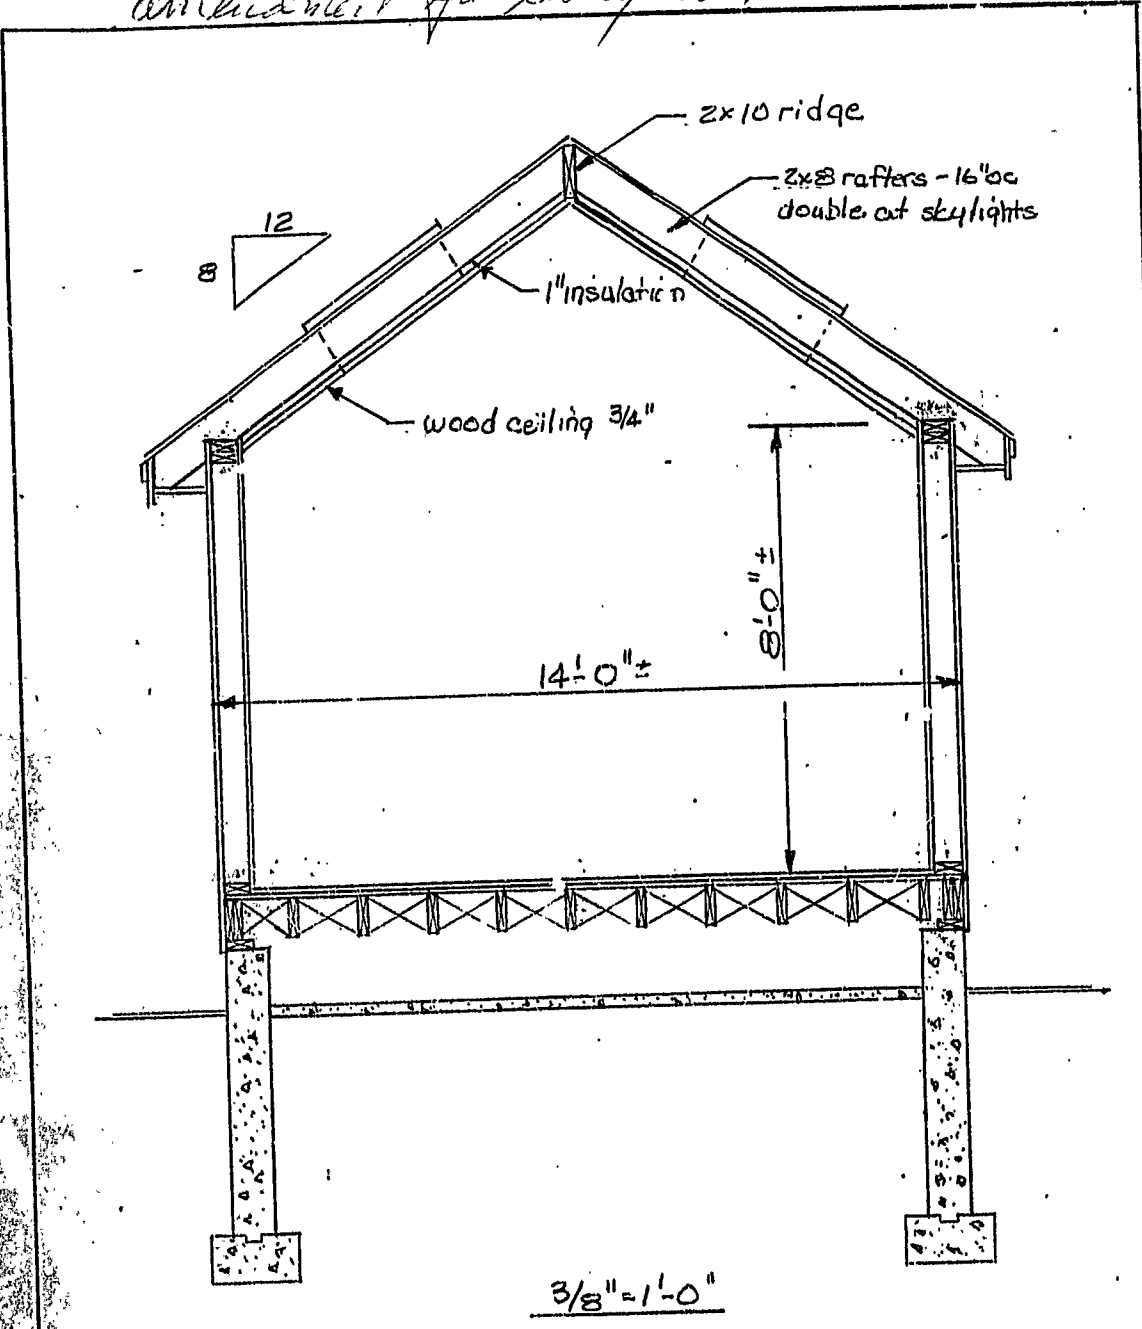 amendment
2x10 ridge
2x8 rafters - 16" oc
double at skylights
12
8
1" insulation
wood ceiling 3/4"
8'-0" ±
14'-0" ±
3/8" = 1'-0"